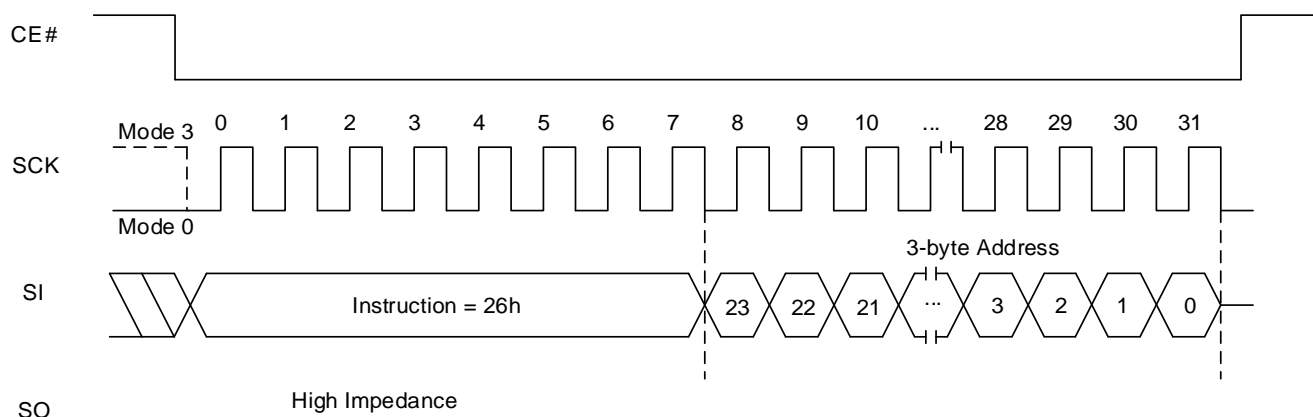 CE#
Mode 3
0 1 2 3 4 5 6 7 8 9 10 ... 28 29 30 31
SCK
Mode 0
3-byte Address
SI
Instruction = 26h
23 22 21 ... 3 2 1 0
High Impedance
SO